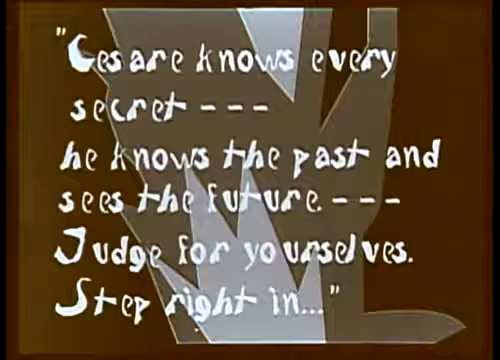 "Cesare knows every
secret ---
he knows the past and
sees the future. ---
Judge for yourselves.
Step right in..."